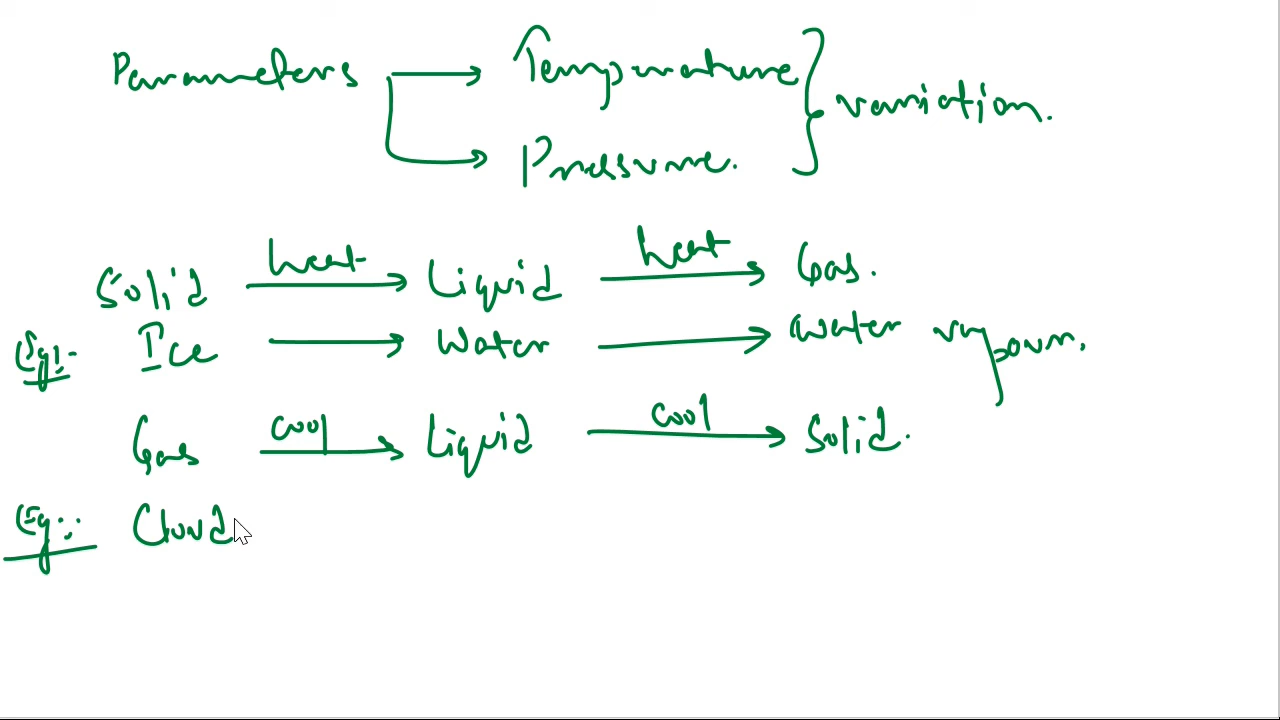 Parameters → Temperature } variation.
→ Pressure.
Solid heat → Liquid heat → Gas.
Eg:- Ice → Water → Water vapour.
Gas cool → Liquid cool → Solid.
Eg:- Cloud